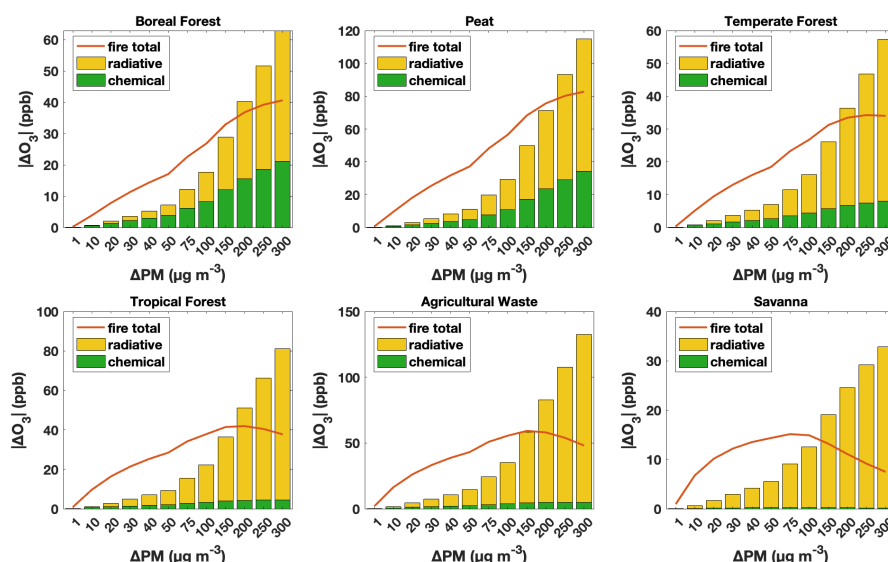 Boreal Forest
60
50
40
30
20
10
0
|ΔO3| (ppb)
fire total
radiative
chemical
1 10 20 30 40 50 75 100 150 200 250 300
ΔPM (μg m⁻³)
Peat
120
100
80
60
40
20
0
|ΔO3| (ppb)
fire total
radiative
chemical
1 10 20 30 40 50 75 100 150 200 250 300
ΔPM (μg m⁻³)
Temperate Forest
60
50
40
30
20
10
0
|ΔO3| (ppb)
fire total
radiative
chemical
1 10 20 30 40 50 75 100 150 200 250 300
ΔPM (μg m⁻³)
Tropical Forest
100
80
60
40
20
0
|ΔO3| (ppb)
fire total
radiative
chemical
1 10 20 30 40 50 75 100 150 200 250 300
ΔPM (μg m⁻³)
Agricultural Waste
150
100
50
0
|ΔO3| (ppb)
fire total
radiative
chemical
1 10 20 30 40 50 75 100 150 200 250 300
ΔPM (μg m⁻³)
Savanna
40
30
20
10
0
|ΔO3| (ppb)
fire total
radiative
chemical
1 10 20 30 40 50 75 100 150 200 250 300
ΔPM (μg m⁻³)